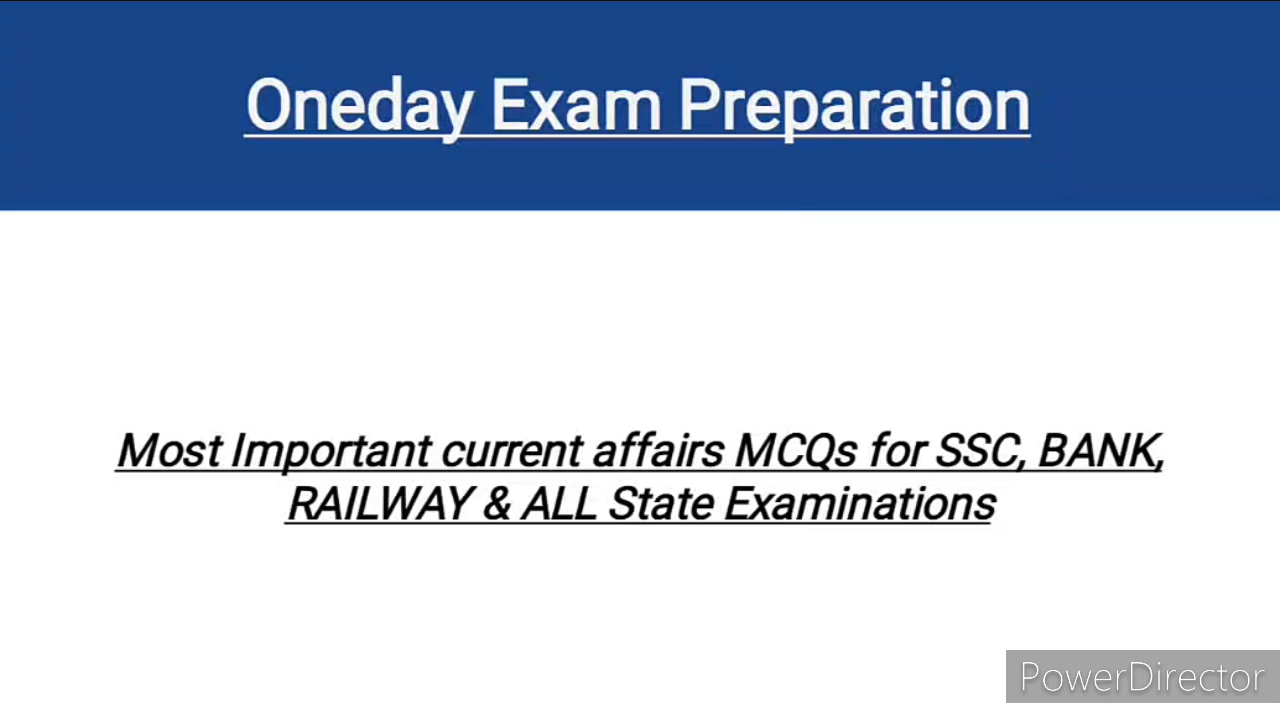 Oneday Exam Preparation
Most Important current affairs MCQs for SSC, BANK,
RAILWAY & ALL State Examinations
PowerDirector